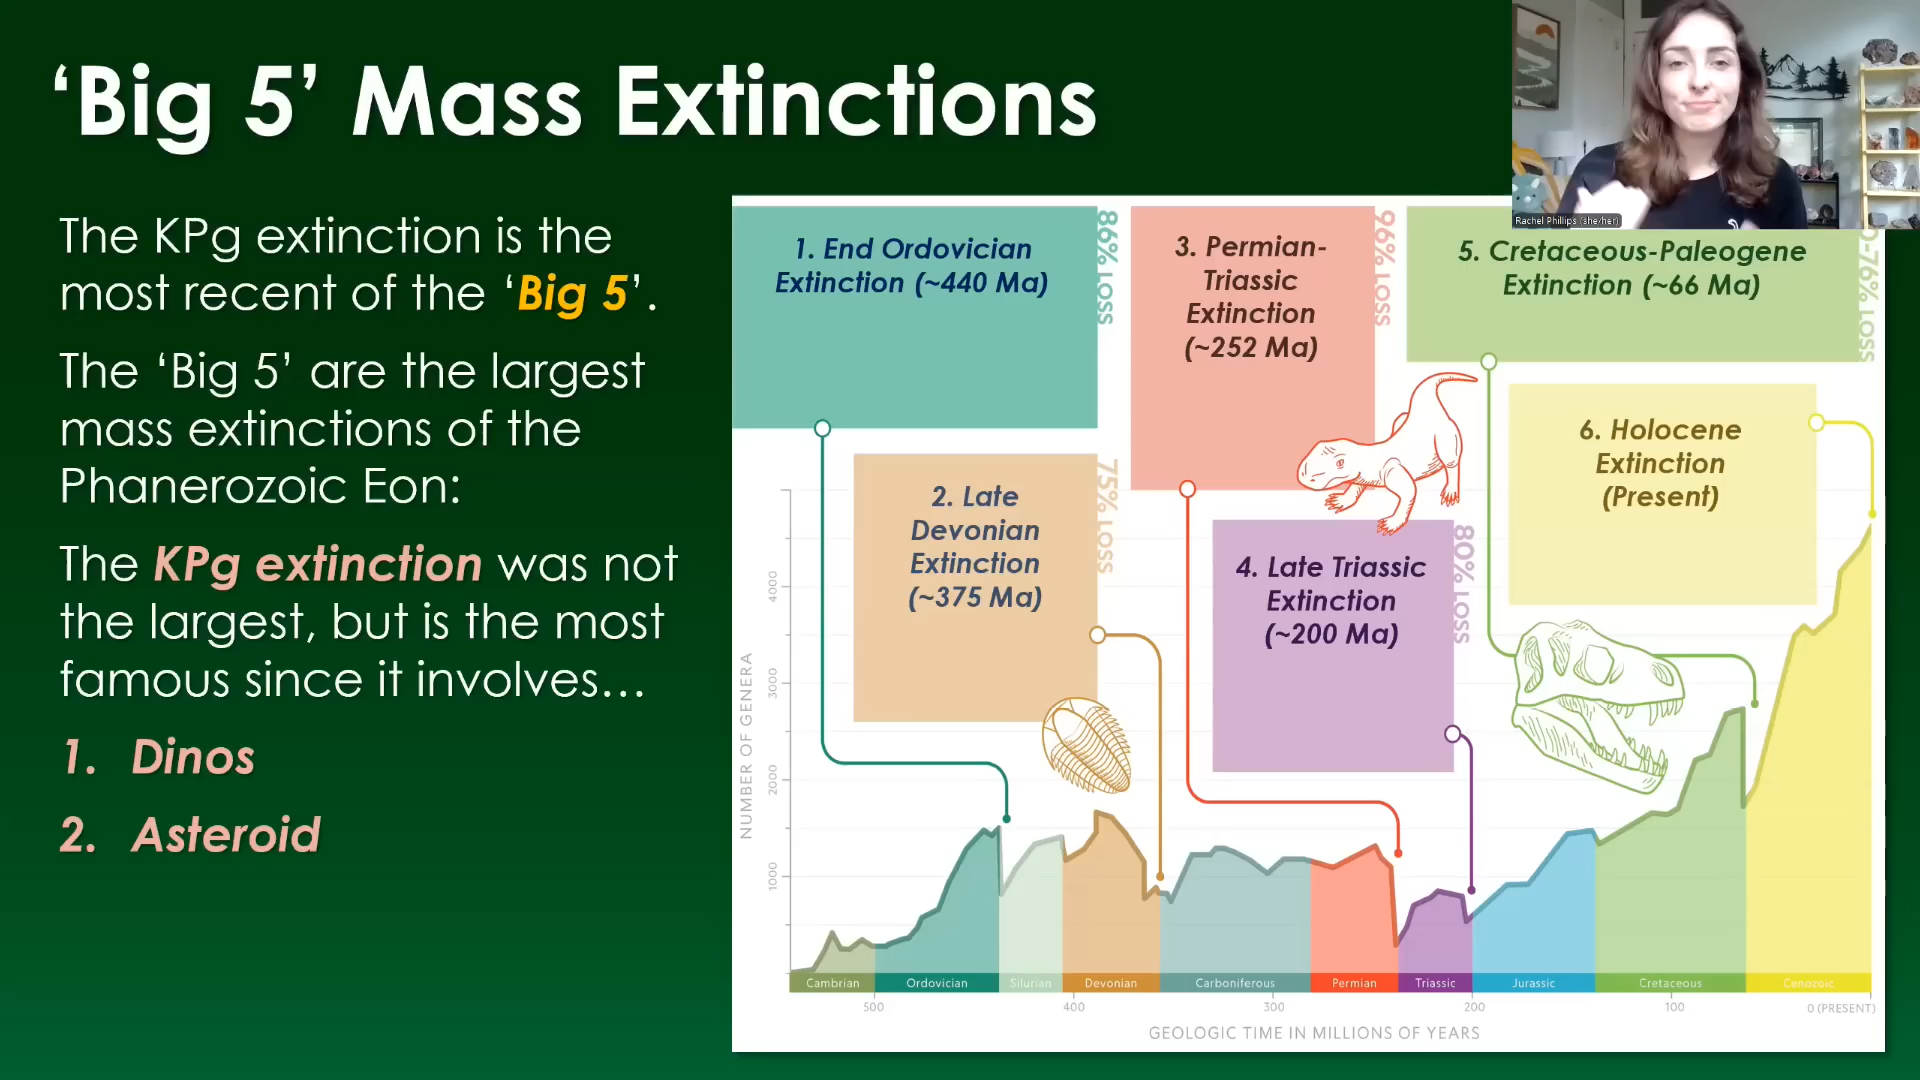 ‘Big 5’ Mass Extinctions
Rachel Phillips (she/her)
The KPg extinction is the
most recent of the ‘Big 5’.
The ‘Big 5’ are the largest
mass extinctions of the
Phanerozoic Eon:
The KPg extinction was not
the largest, but is the most
famous since it involves…
1. Dinos
2. Asteroid
1. End Ordovician
Extinction (~440 Ma)
86% LOSS
2. Late
Devonian
Extinction
(~375 Ma)
75% LOSS
3. Permian-
Triassic
Extinction
(~252 Ma)
96% LOSS
4. Late Triassic
Extinction
(~200 Ma)
80% LOSS
5. Cretaceous-Paleogene
Extinction (~66 Ma)
76% LOSS
6. Holocene
Extinction
(Present)
NUMBER OF GENERA
4000
3000
2000
1000
Cambrian
Ordovician
Silurian
Devonian
Carboniferous
Permian
Triassic
Jurassic
Cretaceous
Cenozoic
500
400
300
200
100
0 (PRESENT)
GEOLOGIC TIME IN MILLIONS OF YEARS